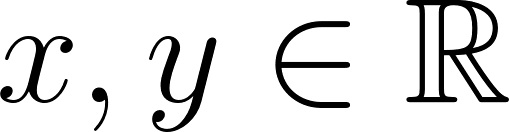 x, y ∈ ℝ